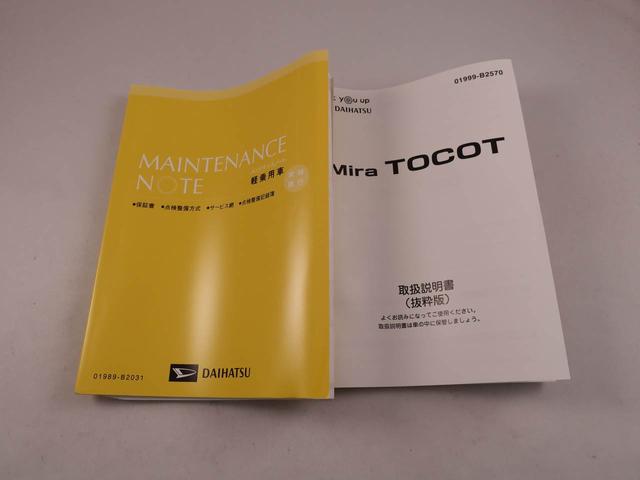 MAINTENANCE
NOTE
軽乗用車
●保証書 ●点検整備方式 ●サービス網 ●点検整備記録簿
01989-B2031
DAIHATSU
01999-B2570
you up
DAIHATSU
Mira TOCOT
取扱説明書
（抜粋版）
よくお読みになってご使用ください。
取扱説明書は車の中に保管しましょう。